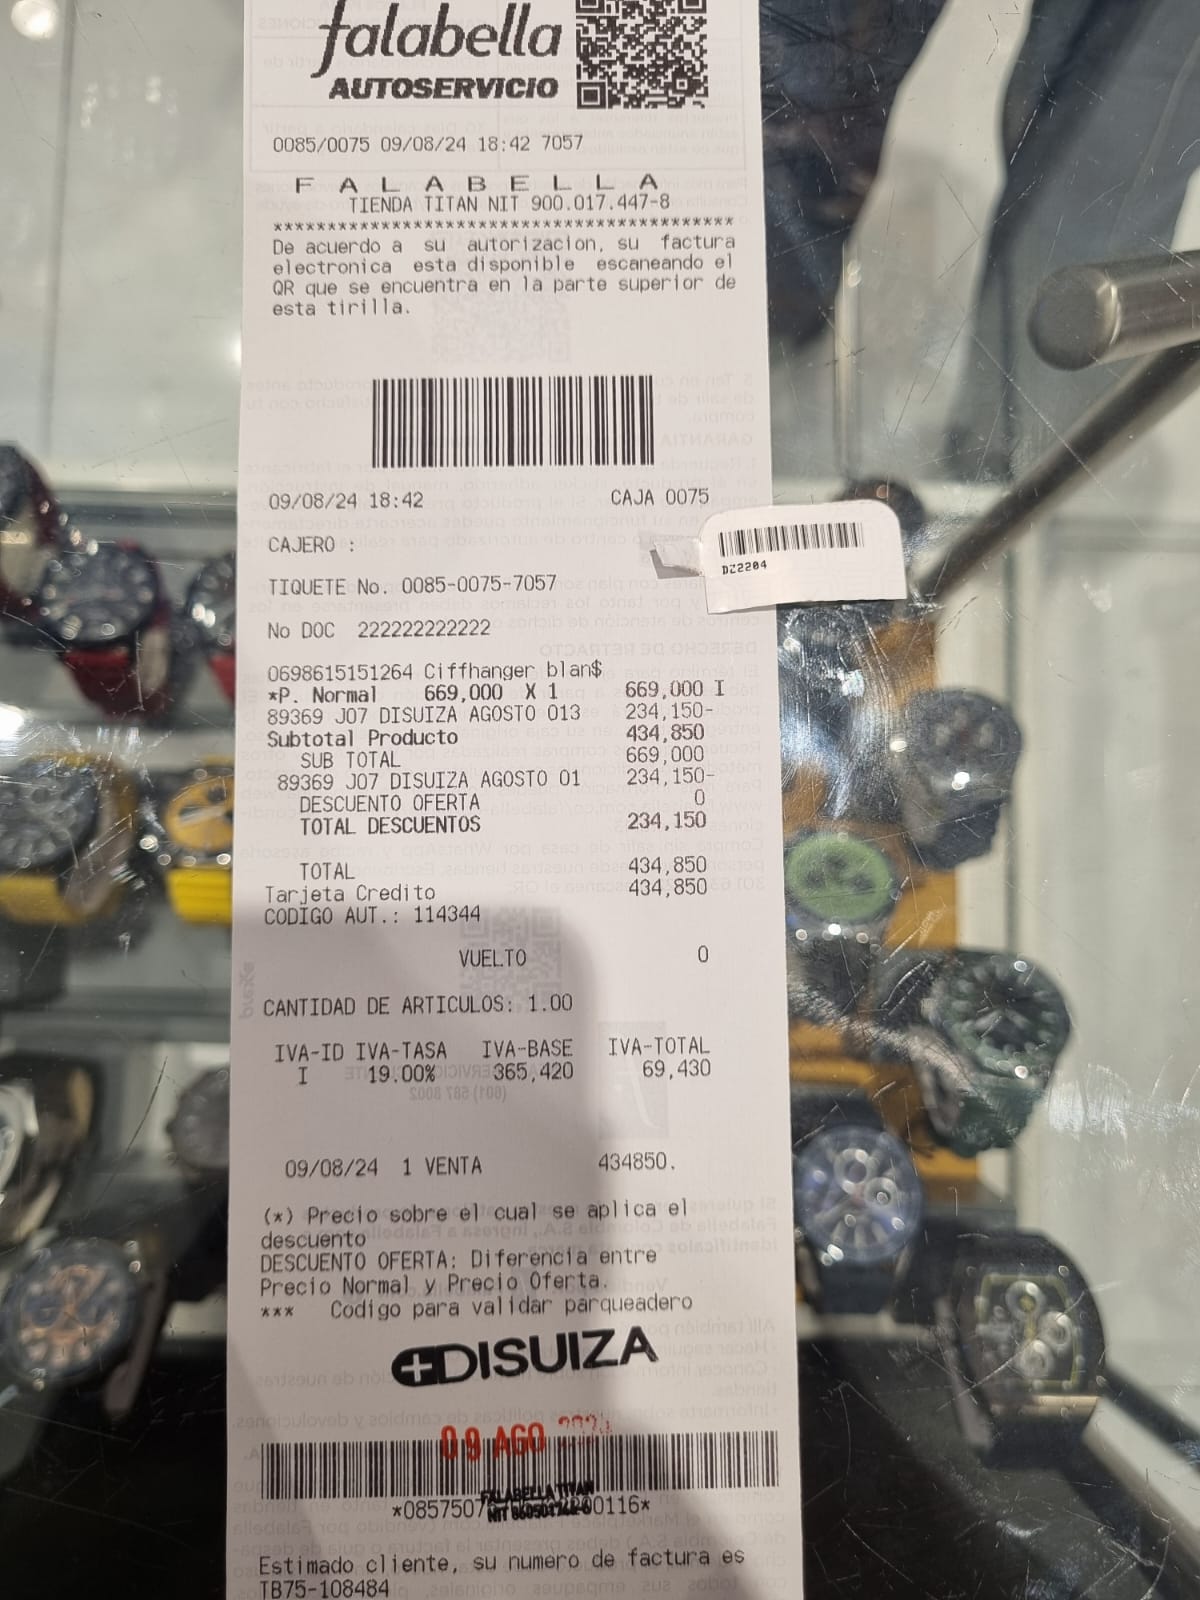 falabella
AUTOSERVICIO
0085/0075 09/08/24 18:42 7057
F A L A B E L L A
TIENDA TITAN NIT 900.017.447-8
*******************************************
De acuerdo a su autorizacion, su factura
electronica esta disponible escaneando el
QR que se encuentra en la parte superior de
esta tirilla.
09/08/24 18:42 CAJA 0075
CAJERO :
DZ2204
TIQUETE No. 0085-0075-7057
No DOC 222222222222
0698615151264 Ciffhanger blan$
*P. Normal 669,000 X 1 669,000 I
89369 J07 DISUIZA AGOSTO 013 234,150-
Subtotal Producto 434,850
SUB TOTAL 669,000
89369 J07 DISUIZA AGOSTO 01 234,150-
DESCUENTO OFERTA 0
TOTAL DESCUENTOS 234,150
TOTAL 434,850
Tarjeta Credito 434,850
CODIGO AUT.: 114344
VUELTO 0
CANTIDAD DE ARTICULOS: 1.00
IVA-ID IVA-TASA IVA-BASE IVA-TOTAL
I 19.00% 365,420 69,430
09/08/24 1 VENTA 434850.
(*) Precio sobre el cual se aplica el
descuento
DESCUENTO OFERTA: Diferencia entre
Precio Normal y Precio Oferta.
*** Codigo para validar parqueadero
DISUIZA
09 AGO 2024
FALABELLA TITAN
Estimado cliente, su numero de factura es
TB75-108484